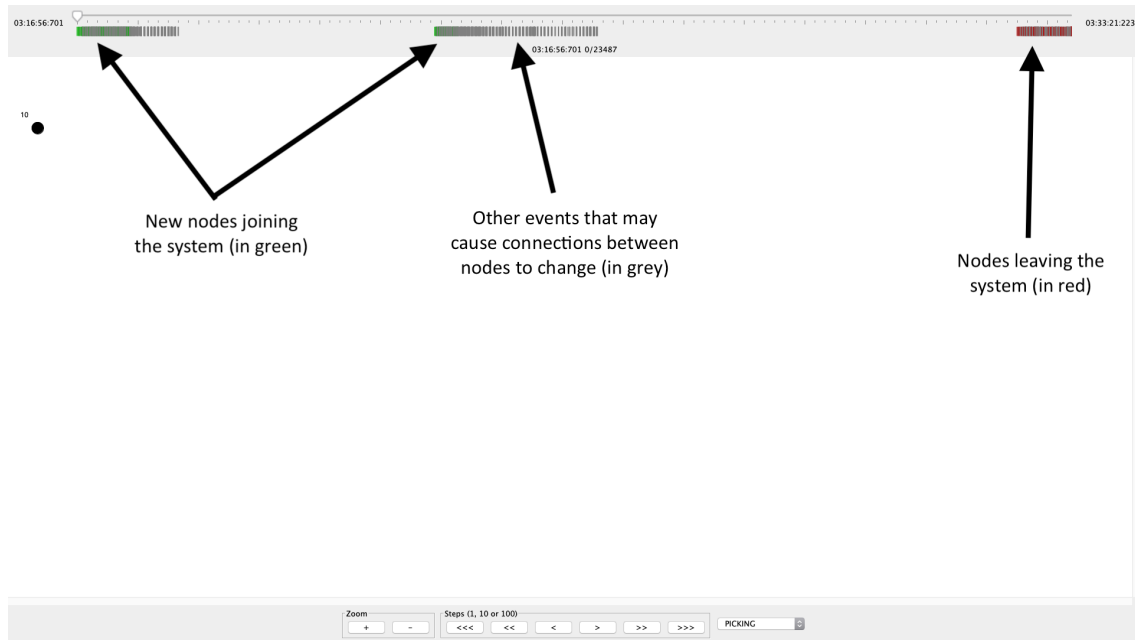 03:16:56:701
03:33:21:223
03:16:56:701 0/23487
10
New nodes joining
the system (in green)
Other events that may
cause connections between
nodes to change (in grey)
Nodes leaving the
system (in red)
Zoom
+ -
Steps (1, 10 or 100)
<<< << < > >> >>>
PICKING